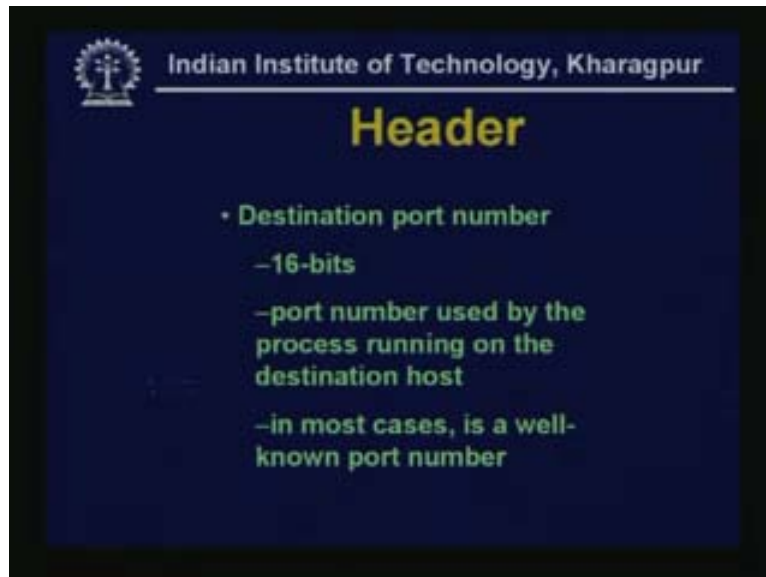 Indian Institute of Technology, Kharagpur
Header
• Destination port number
–16-bits
–port number used by the
process running on the
destination host
–in most cases, is a well-
known port number